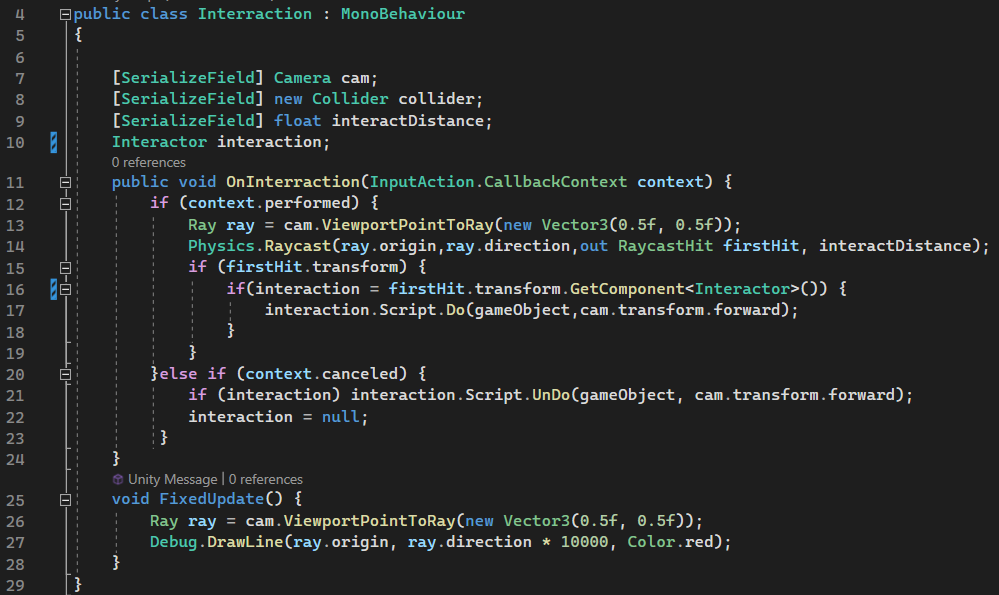 4 public class Interraction : MonoBehaviour
5 {
6
7 [SerializeField] Camera cam;
8 [SerializeField] new Collider collider;
9 [SerializeField] float interactDistance;
10 Interactor interaction;
0 references
11 public void OnInterraction(InputAction.CallbackContext context) {
12 if (context.performed) {
13 Ray ray = cam.ViewportPointToRay(new Vector3(0.5f, 0.5f));
14 Physics.Raycast(ray.origin,ray.direction,out RaycastHit firstHit, interactDistance);
15 if (firstHit.transform) {
16 if(interaction = firstHit.transform.GetComponent<Interactor>()) {
17 interaction.Script.Do(gameObject,cam.transform.forward);
18 }
19 }
20 }else if (context.canceled) {
21 if (interaction) interaction.Script.UnDo(gameObject, cam.transform.forward);
22 interaction = null;
23 }
24 }
Unity Message | 0 references
25 void FixedUpdate() {
26 Ray ray = cam.ViewportPointToRay(new Vector3(0.5f, 0.5f));
27 Debug.DrawLine(ray.origin, ray.direction * 10000, Color.red);
28 }
29 }